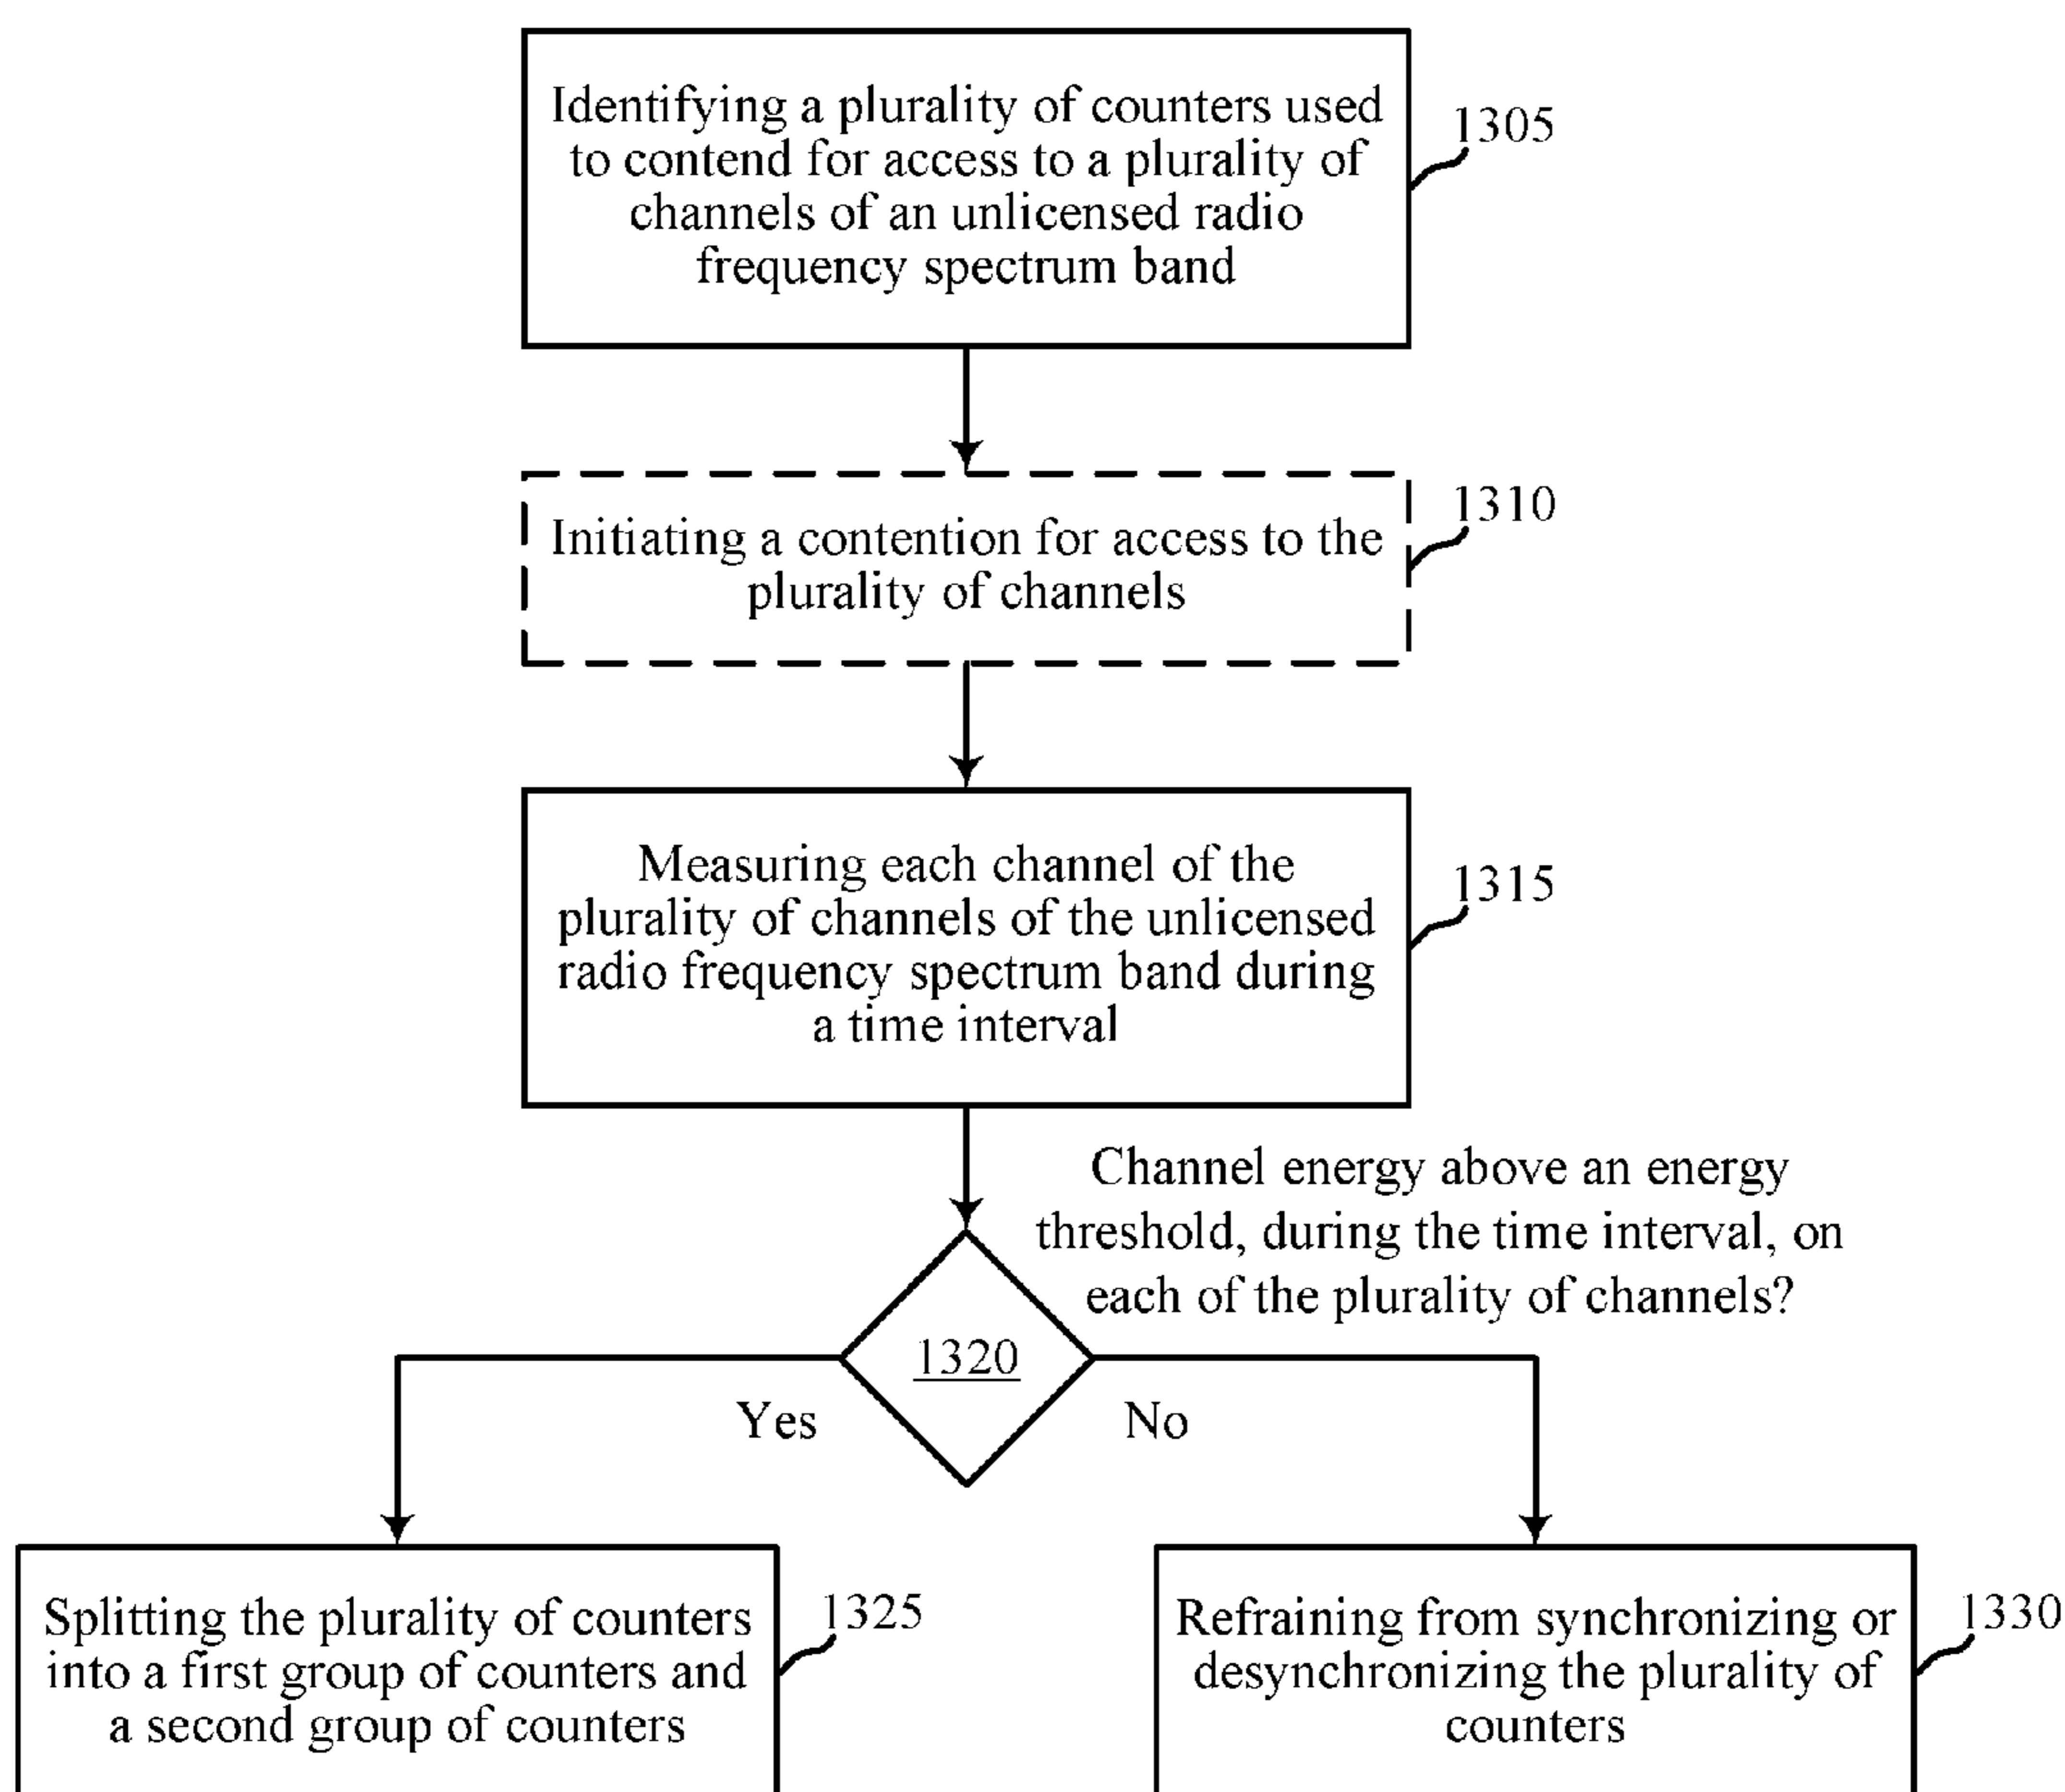 Identifying a plurality of counters used
to contend for access to a plurality of
channels of an unlicensed radio
frequency spectrum band
1305
Initiating a contention for access to the
plurality of channels
1310
Measuring each channel of the
plurality of channels of the unlicensed
radio frequency spectrum band during
a time interval
1315
Channel energy above an energy
threshold, during the time interval, on
each of the plurality of channels?
1320
Yes
No
Splitting the plurality of counters
into a first group of counters and
a second group of counters
1325
Refraining from synchronizing or
desynchronizing the plurality of
counters
1330